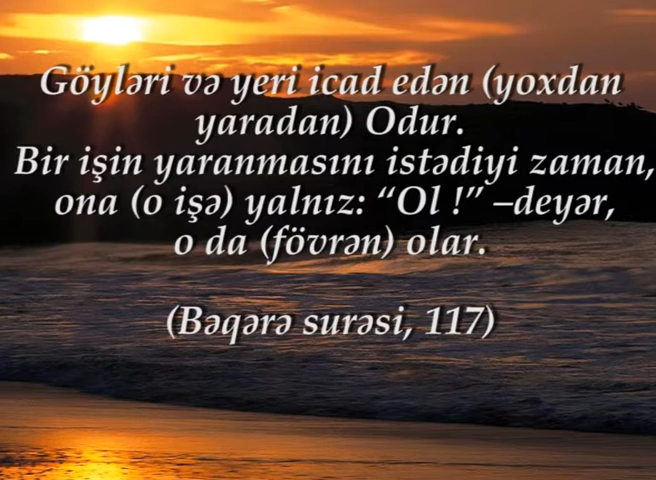 Göyləri və yeri icad edən (yoxdan
yaradan) Odur.
Bir işin yaranmasını istədiyi zaman,
ona (o işə) yalnız: “Ol !” –deyər,
o da (fövrən) olar.
(Bəqərə surəsi, 117)